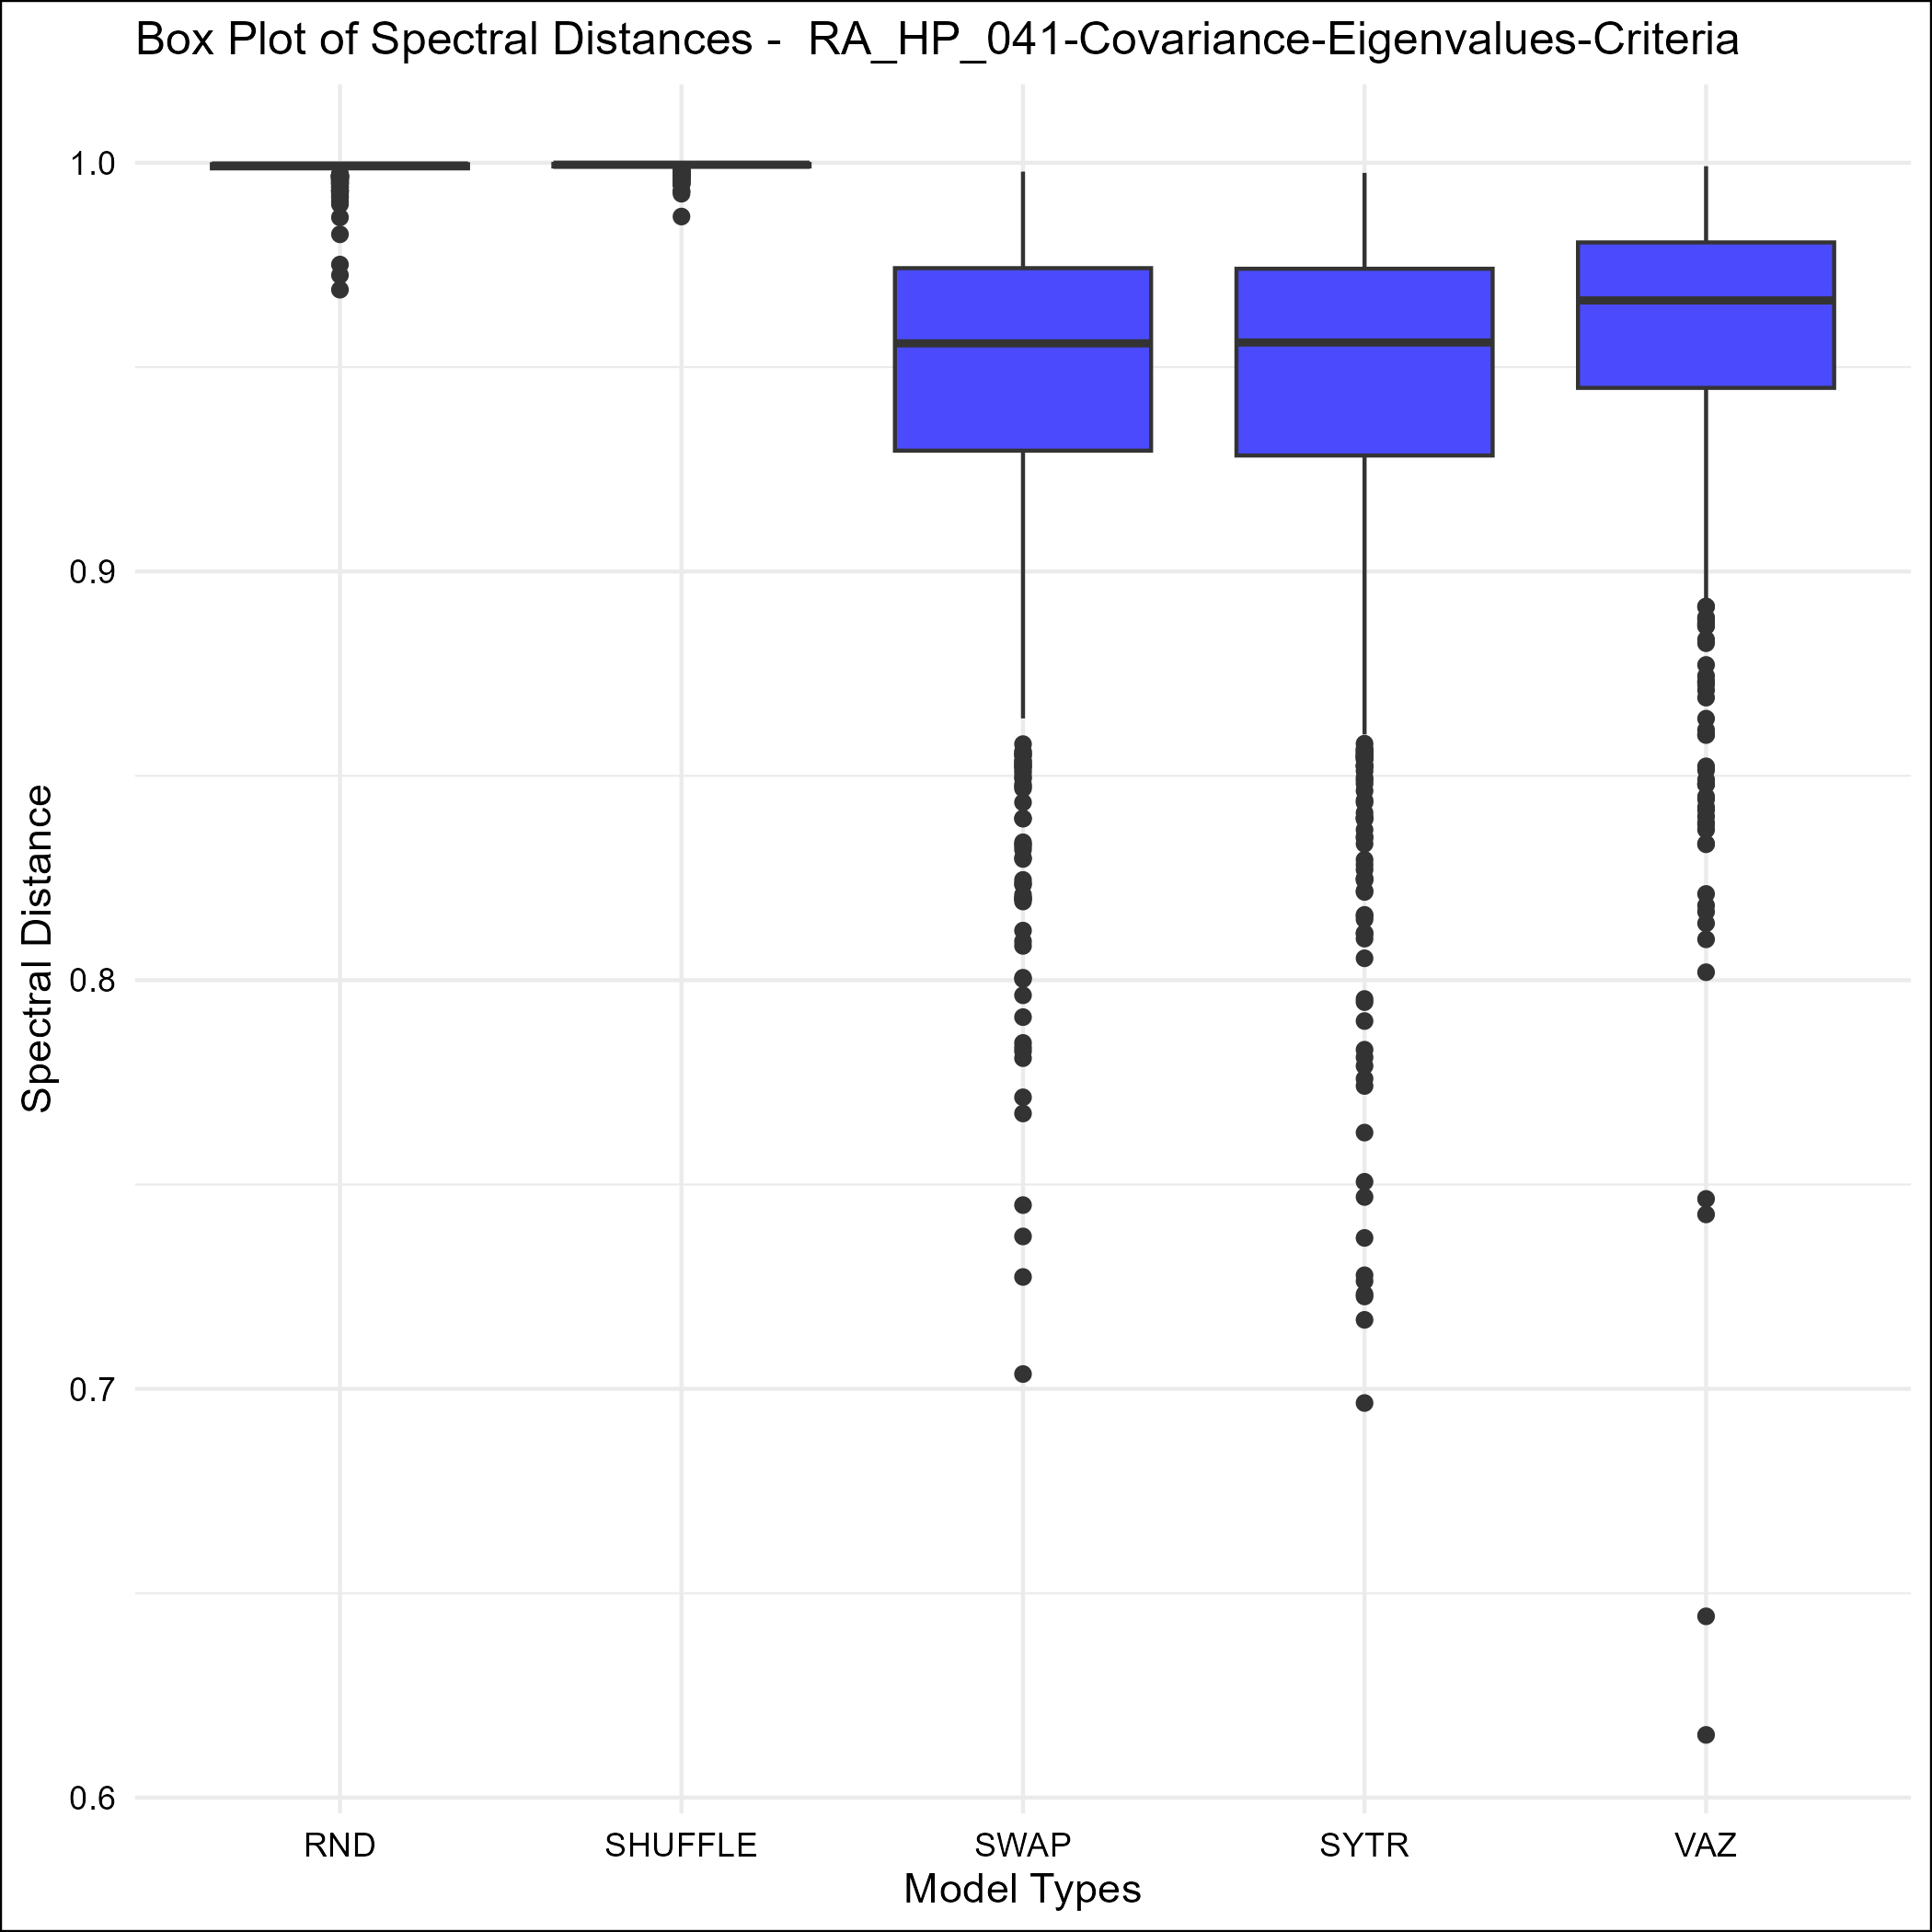 Box Plot of Spectral Distances -  RA_HP_041-Covariance-Eigenvalues-Criteria
Spectral Distance
1.0
0.9
0.8
0.7
0.6
RND SHUFFLE SWAP SYTR VAZ
Model Types